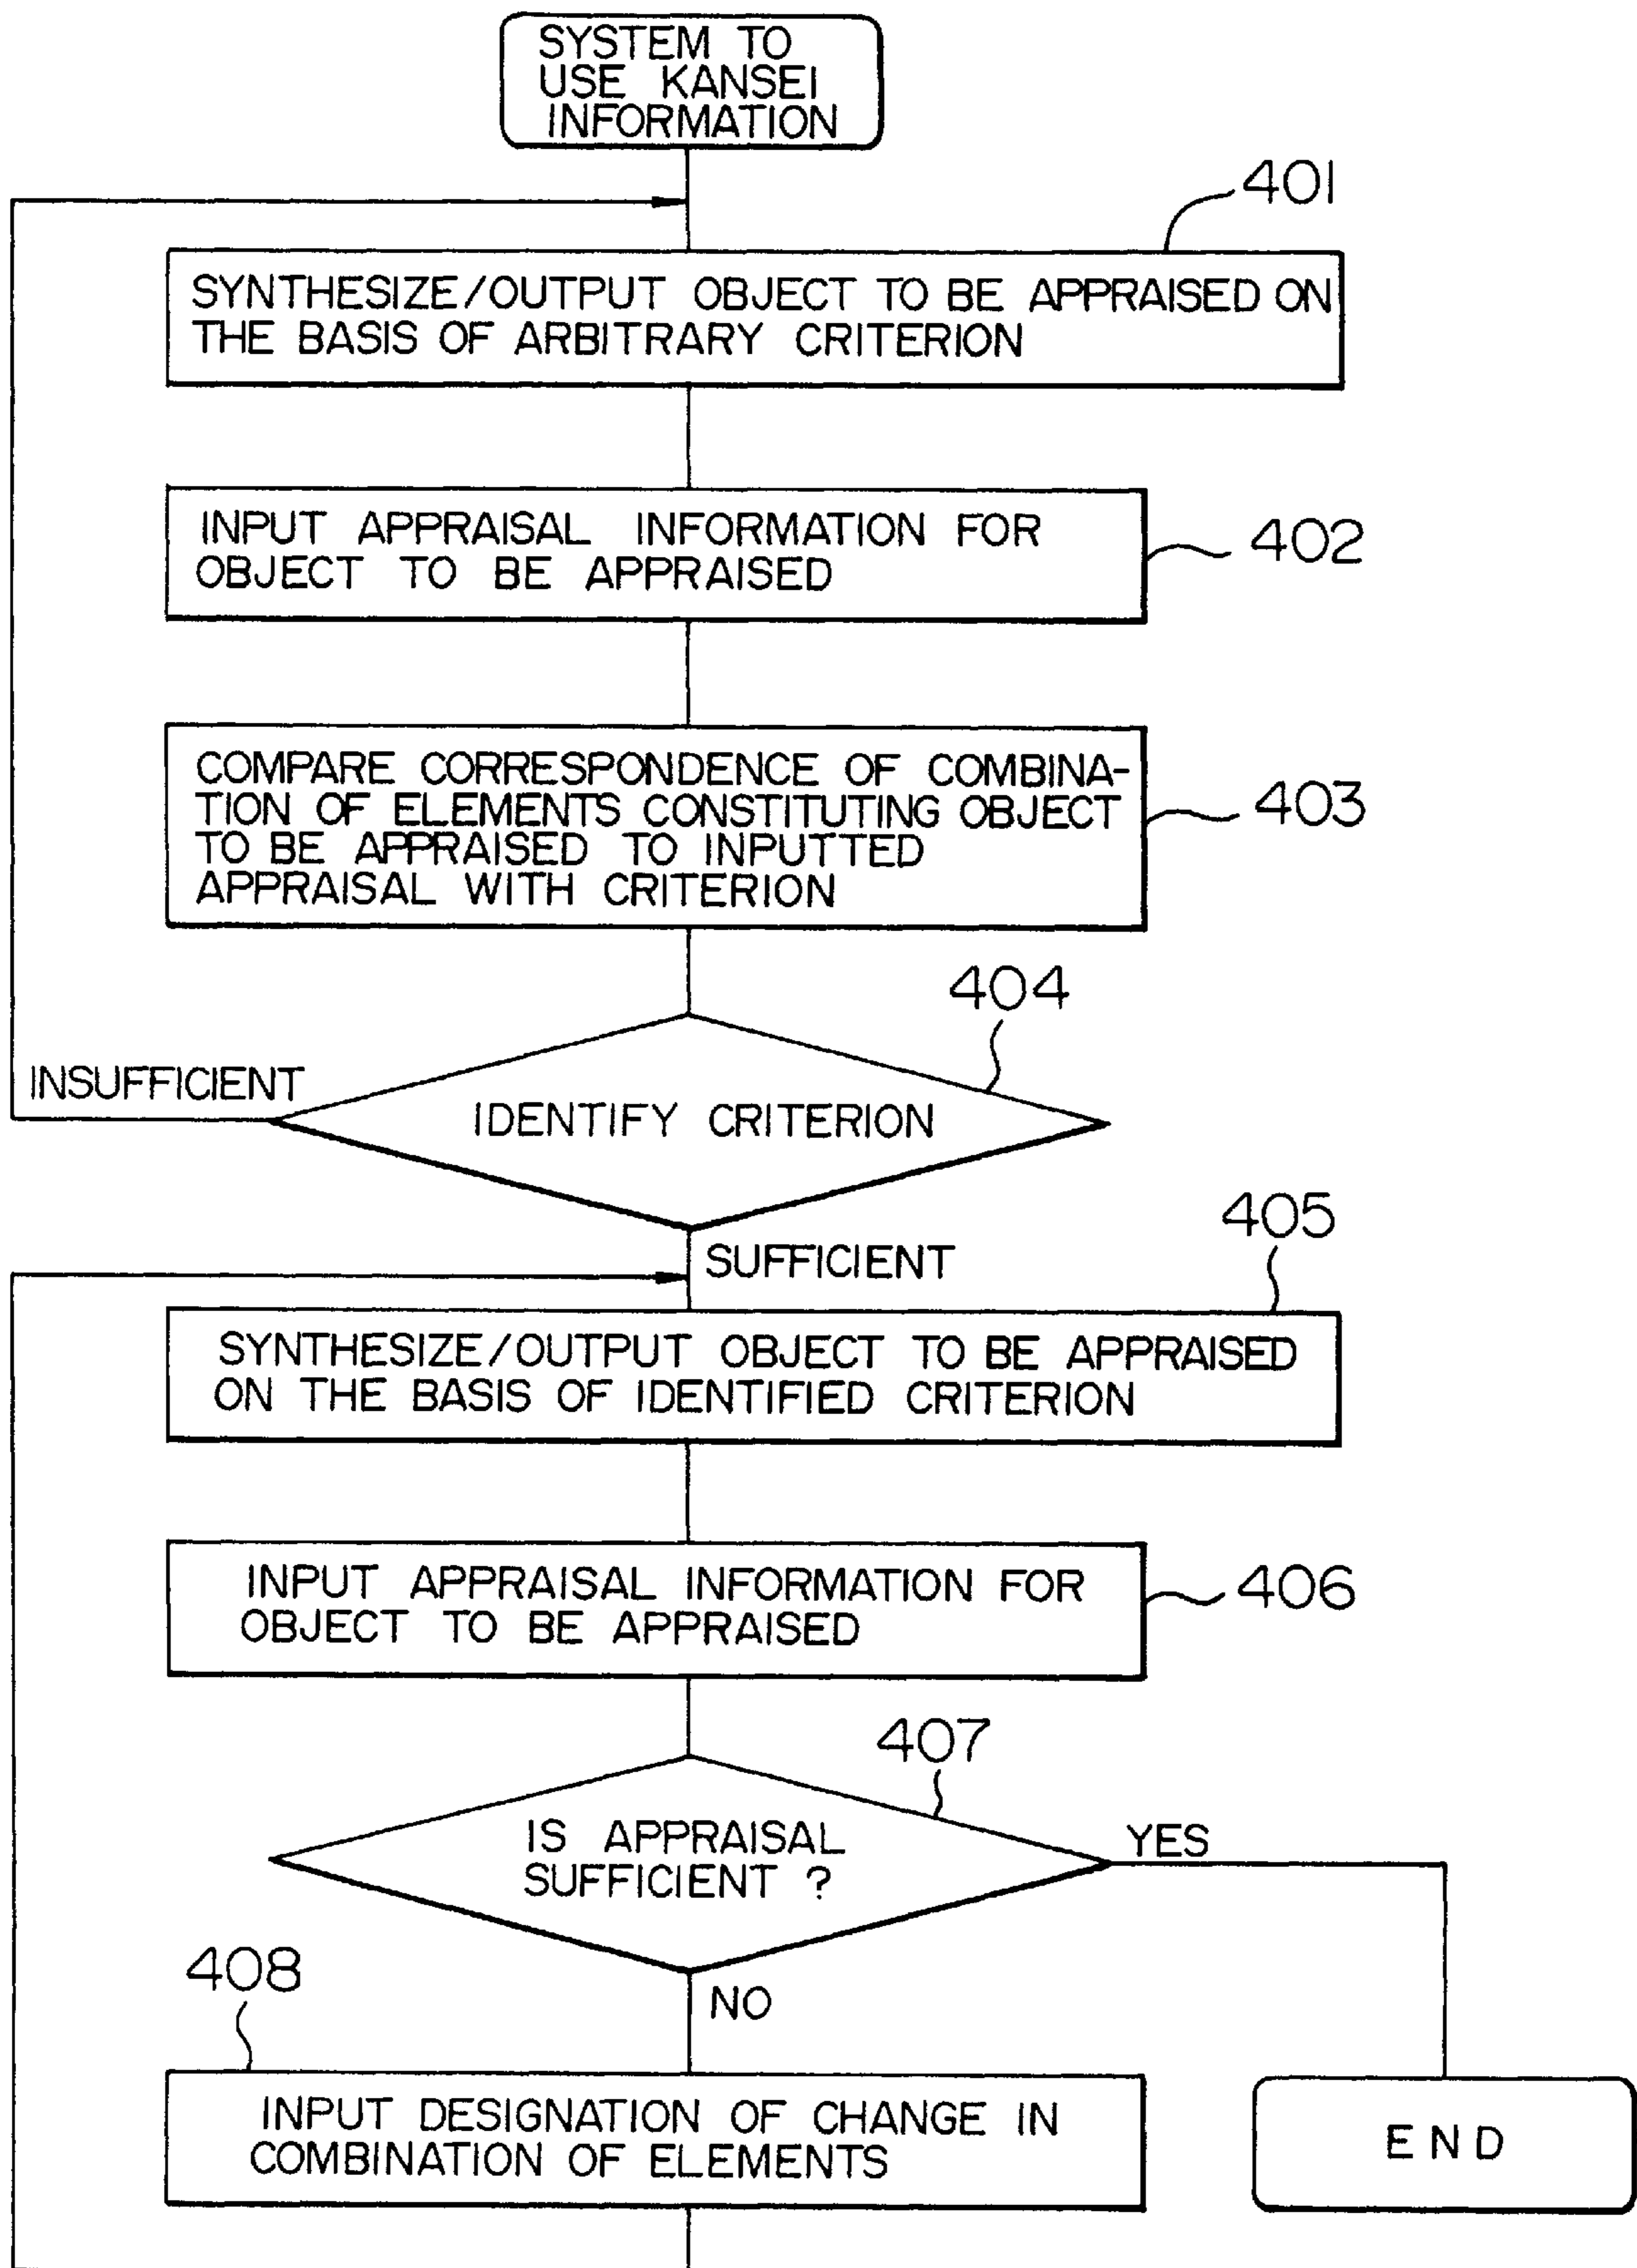 SYSTEM TO
USE KANSEI
INFORMATION
401
SYNTHESIZE/OUTPUT OBJECT TO BE APPRAISED ON
THE BASIS OF ARBITRARY CRITERION
INPUT APPRAISAL INFORMATION FOR
OBJECT TO BE APPRAISED
402
COMPARE CORRESPONDENCE OF COMBINA-
TION OF ELEMENTS CONSTITUTING OBJECT
TO BE APPRAISED TO INPUTTED
APPRAISAL WITH CRITERION
403
404
INSUFFICIENT
IDENTIFY CRITERION
405
SUFFICIENT
SYNTHESIZE/OUTPUT OBJECT TO BE APPRAISED
ON THE BASIS OF IDENTIFIED CRITERION
INPUT APPRAISAL INFORMATION FOR
OBJECT TO BE APPRAISED
406
407
IS APPRAISAL
SUFFICIENT ?
YES
408
NO
INPUT DESIGNATION OF CHANGE IN
COMBINATION OF ELEMENTS
END